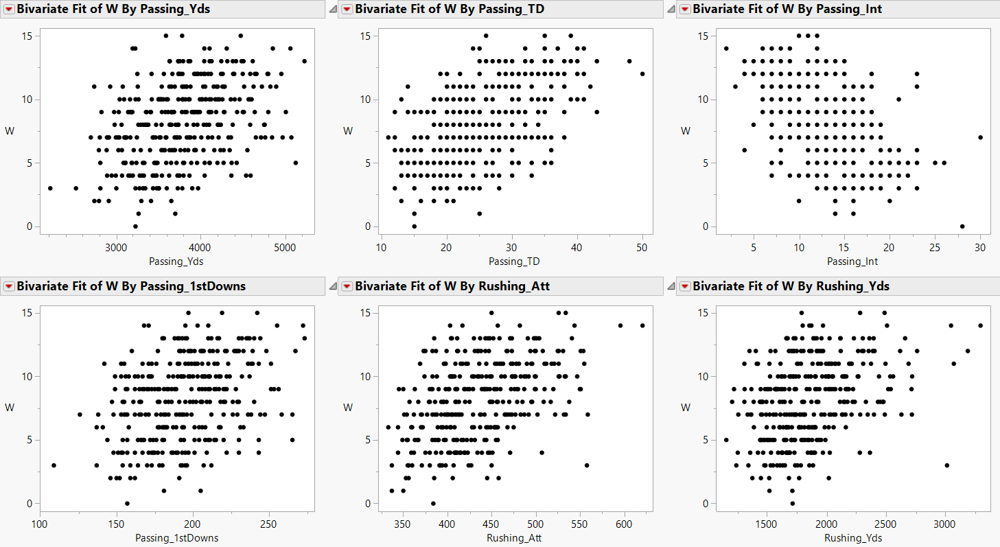 Bivariate Fit of W By Passing_Yds
15
10
W
5
0
3000 4000 5000
Passing_Yds
Bivariate Fit of W By Passing_TD
15
10
W
5
0
10 20 30 40 50
Passing_TD
Bivariate Fit of W By Passing_Int
15
10
W
5
0
5 10 15 20 25 30
Passing_Int
Bivariate Fit of W By Passing_1stDowns
15
10
W
5
0
100 150 200 250
Passing_1stDowns
Bivariate Fit of W By Rushing_Att
15
10
W
5
0
350 400 450 500 550 600
Rushing_Att
Bivariate Fit of W By Rushing_Yds
15
10
W
5
0
1500 2000 2500 3000
Rushing_Yds